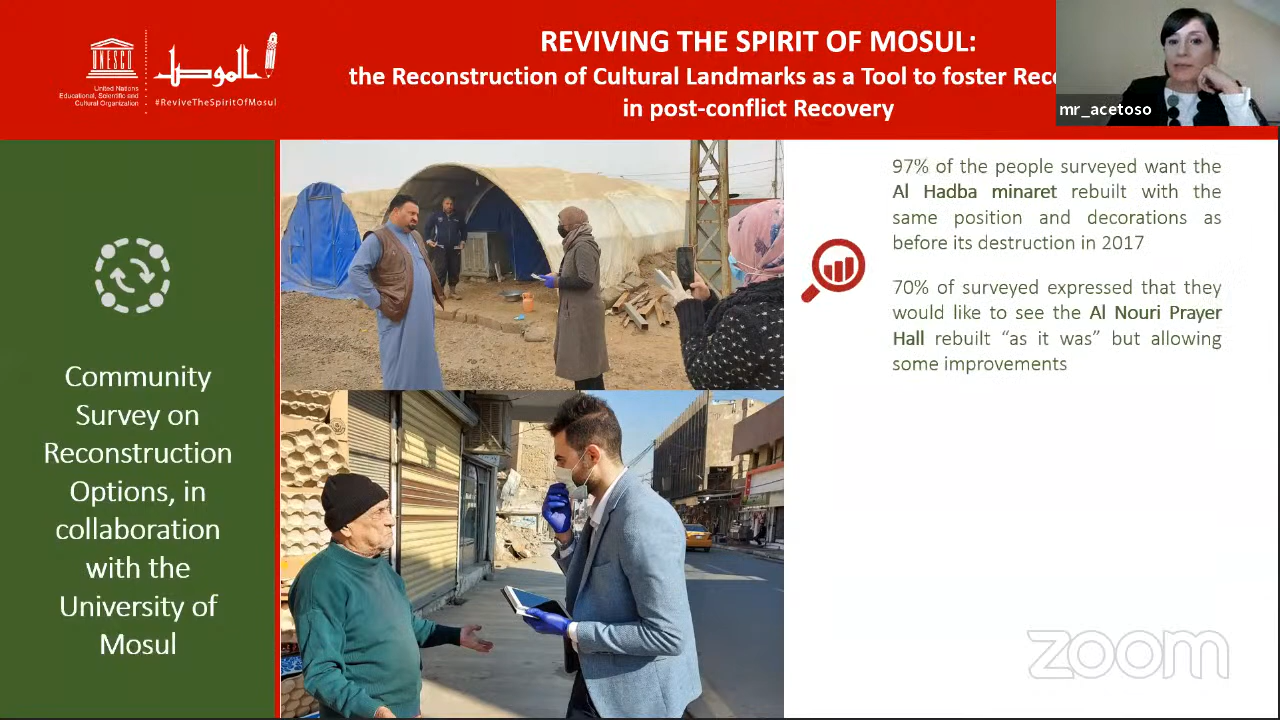 UNESCO
United Nations
Educational, Scientific and
Cultural Organization
الموصل
#ReviveTheSpiritOfMosul
REVIVING THE SPIRIT OF MOSUL:
the Reconstruction of Cultural Landmarks as a Tool to foster Rec
in post-conflict Recovery
mr_acetoso
Community
Survey on
Reconstruction
Options, in
collaboration
with the
University of
Mosul
97% of the people surveyed want the
Al Hadba minaret rebuilt with the
same position and decorations as
before its destruction in 2017
70% of surveyed expressed that they
would like to see the Al Nouri Prayer
Hall rebuilt “as it was” but allowing
some improvements
zoom